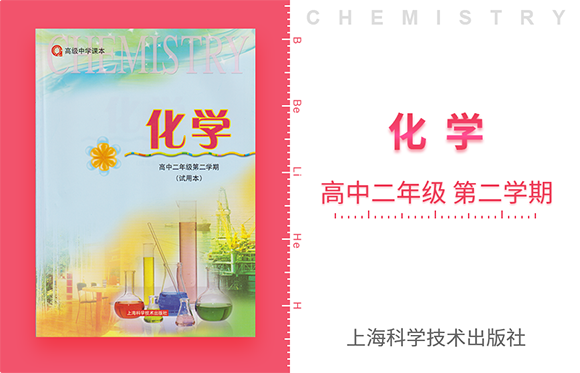 高级中学课本
CHEMISTRY
化学
高中二年级第二学期
(试用本)
上海科学技术出版社
B
Be
Li
He
H
CHEMISTRY
化学
高中二年级 第二学期
上海科学技术出版社